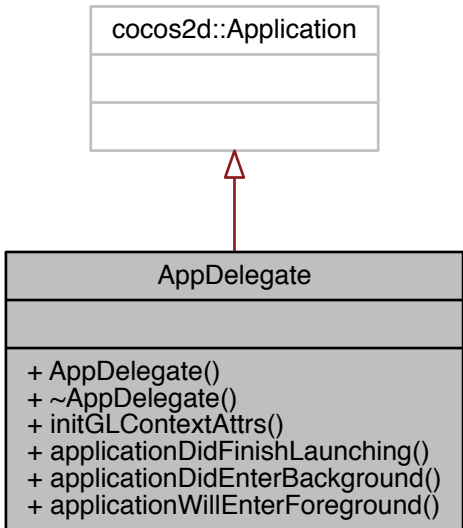 cocos2d::Application
AppDelegate
+ AppDelegate()
+ ~AppDelegate()
+ initGLContextAttrs()
+ applicationDidFinishLaunching()
+ applicationDidEnterBackground()
+ applicationWillEnterForeground()